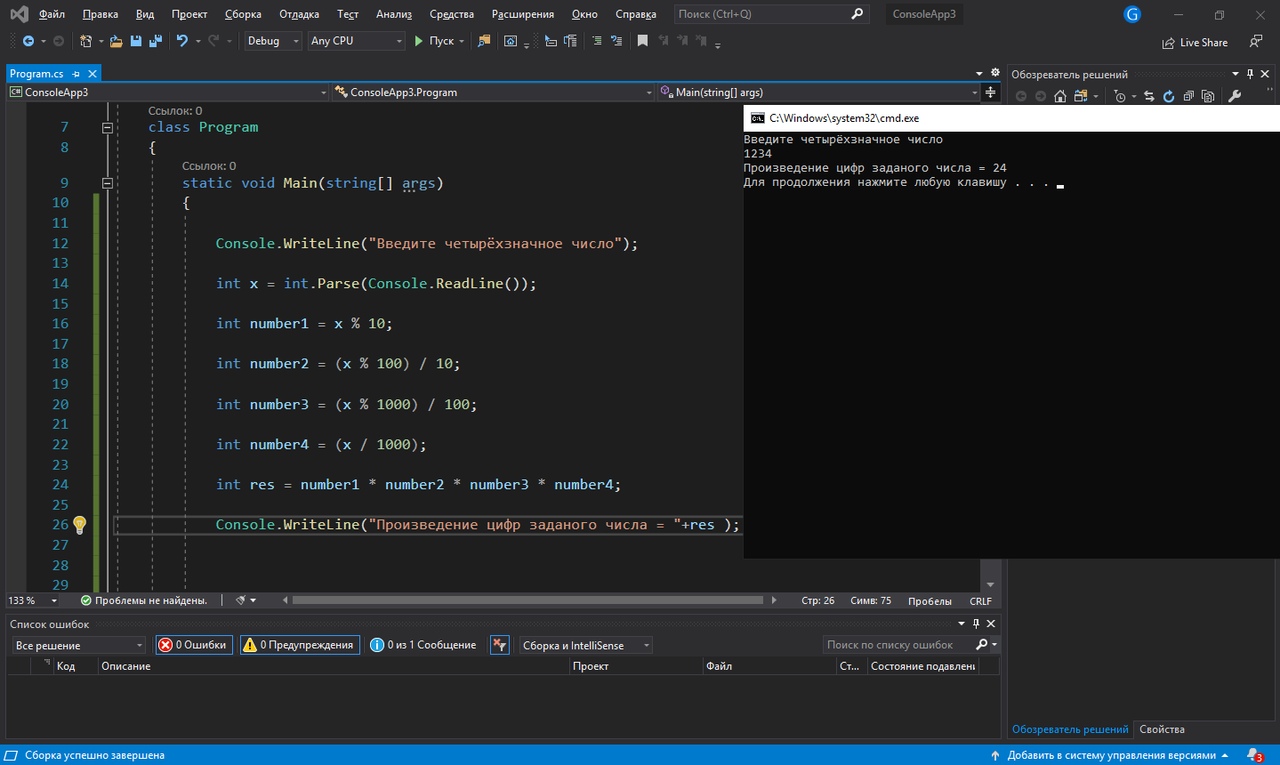 Файл Правка Вид Проект Сборка Отладка Тест Анализ Средства Расширения Окно Справка Поиск (Ctrl+Q) ConsoleApp3 G
Debug Any CPU Пуск Live Share
Program.cs
Обозреватель решений
ConsoleApp3 ConsoleApp3.Program Main(string[] args)
Ссылок: 0
7 class Program
8 {
Ссылок: 0
9 static void Main(string[] args)
10 {
11
12 Console.WriteLine("Введите четырёхзначное число");
13
14 int x = int.Parse(Console.ReadLine());
15
16 int number1 = x % 10;
17
18 int number2 = (x % 100) / 10;
19
20 int number3 = (x % 1000) / 100;
21
22 int number4 = (x / 1000);
23
24 int res = number1 * number2 * number3 * number4;
25
26 Console.WriteLine("Произведение цифр заданого числа = "+res );
27
28
29
C:\Windows\system32\cmd.exe
Введите четырёхзначное число
1234
Произведение цифр заданого числа = 24
Для продолжения нажмите любую клавишу . . .
133 % Проблемы не найдены. Стр: 26 Симв: 75 Пробелы CRLF
Список ошибок
Все решение 0 Ошибки 0 Предупреждения 0 из 1 Сообщение Сборка и IntelliSense Поиск по списку ошибок
Код Описание Проект Файл Ст... Состояние подавлени
Обозреватель решений Свойства
Сборка успешно завершена Добавить в систему управления версиями 3